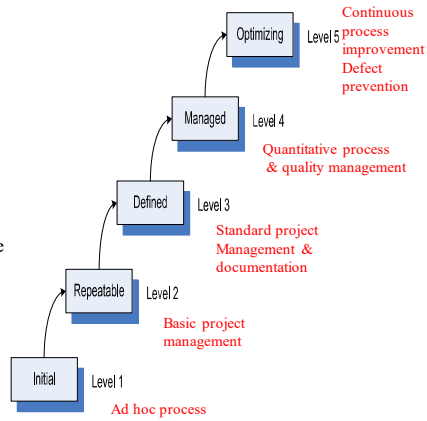 Continuous
process
improvement
Defect
prevention
Optimizing
Level 5
Managed
Level 4
Quantitative process
& quality management
Defined
Level 3
Standard project
Management &
documentation
e
Repeatable
Level 2
Basic project
management
Initial
Level 1
Ad hoc process